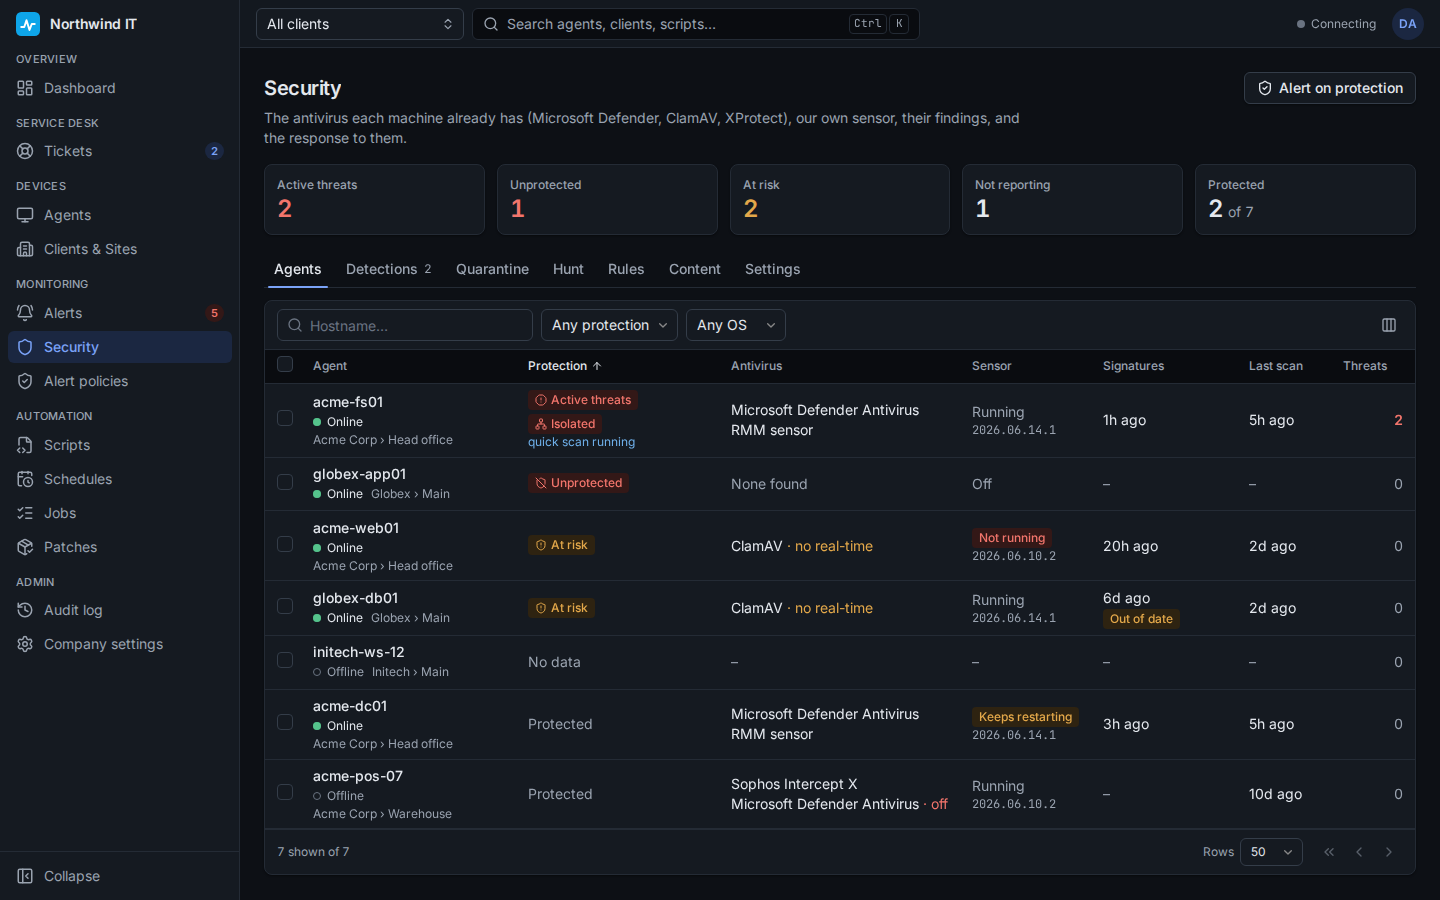 Northwind IT
All clients
Search agents, clients, scripts...
Ctrl K
Connecting
DA
OVERVIEW
Dashboard
SERVICE DESK
Tickets 2
DEVICES
Agents
Clients & Sites
MONITORING
Alerts 5
Security
Alert policies
AUTOMATION
Scripts
Schedules
Jobs
Patches
ADMIN
Audit log
Company settings
Collapse
Security
Alert on protection
The antivirus each machine already has (Microsoft Defender, ClamAV, XProtect), our own sensor, their findings, and
the response to them.
Active threats
2
Unprotected
1
At risk
2
Not reporting
1
Protected
2 of 7
Agents Detections 2 Quarantine Hunt Rules Content Settings
Hostname... Any protection Any OS
Agent Protection ↑ Antivirus Sensor Signatures Last scan Threats
acme-fs01
Online
Acme Corp › Head office
Active threats
Isolated
quick scan running
Microsoft Defender Antivirus
RMM sensor
Running
2026.06.14.1
1h ago
5h ago
2
globex-app01
Online Globex › Main
Unprotected
None found
Off
–
–
0
acme-web01
Online
Acme Corp › Head office
At risk
ClamAV · no real-time
Not running
2026.06.10.2
20h ago
2d ago
0
globex-db01
Online Globex › Main
At risk
ClamAV · no real-time
Running
2026.06.14.1
6d ago
Out of date
2d ago
0
initech-ws-12
Offline Initech › Main
No data
–
–
–
–
0
acme-dc01
Online
Acme Corp › Head office
Protected
Microsoft Defender Antivirus
RMM sensor
Keeps restarting
2026.06.14.1
3h ago
5h ago
0
acme-pos-07
Offline
Acme Corp › Warehouse
Protected
Sophos Intercept X
Microsoft Defender Antivirus · off
Running
2026.06.10.2
–
10d ago
0
7 shown of 7
Rows 50